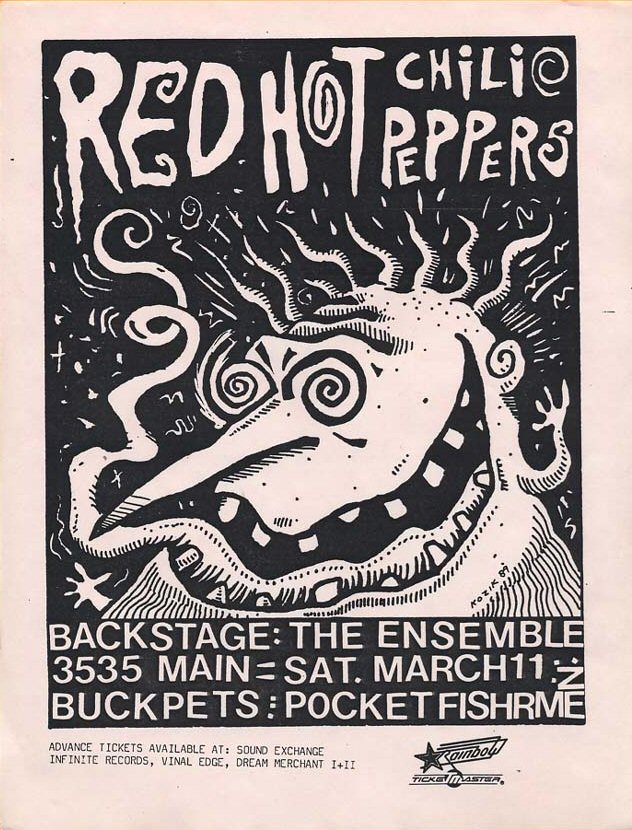 RED HOT CHILI
PEPPERS
KOZIK 89
BACKSTAGE: THE ENSEMBLE
3535 MAIN = SAT. MARCH 11:
BUCKPETS : POCKET FISHRMEN
ADVANCE TICKETS AVAILABLE AT: SOUND EXCHANGE
INFINITE RECORDS, VINAL EDGE, DREAM MERCHANT I+II
Rainbow
TICKETMASTER®